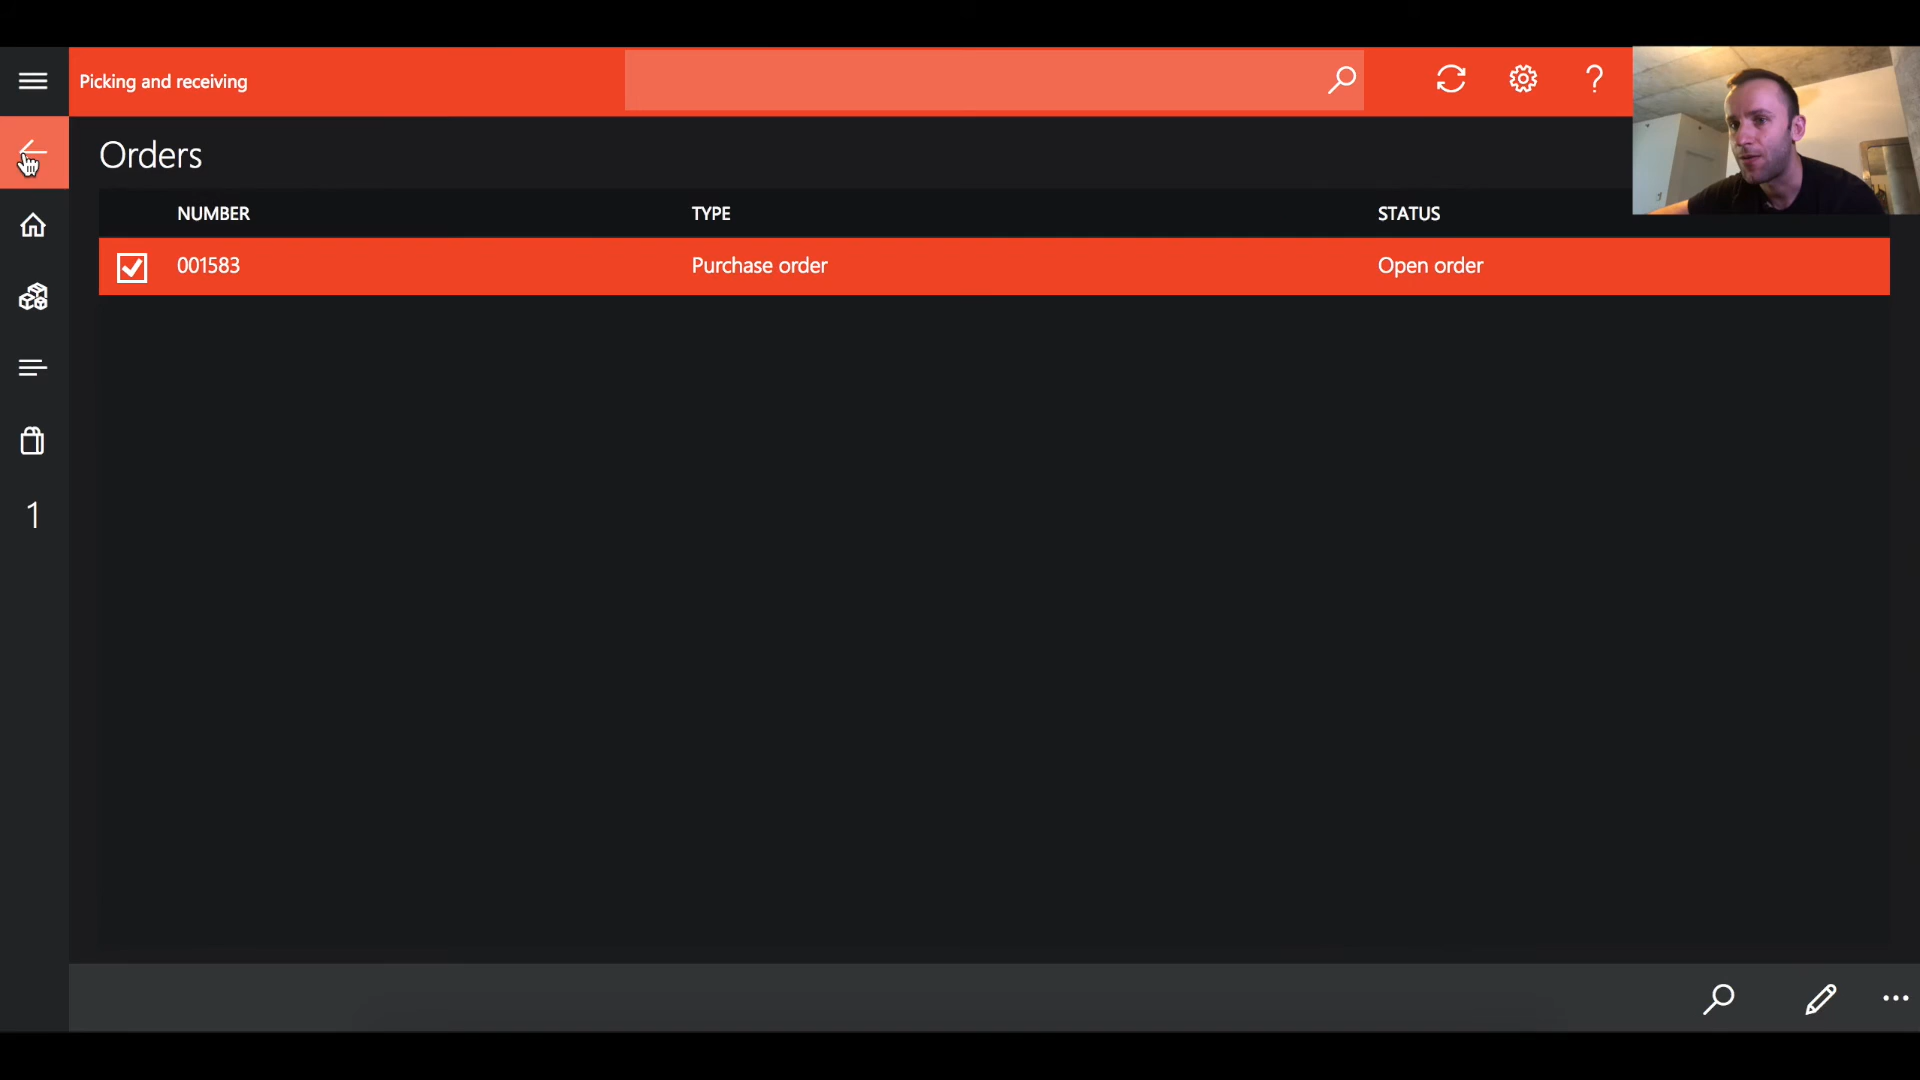 Picking and receiving
Orders
NUMBER TYPE STATUS
001583 Purchase order Open order
1